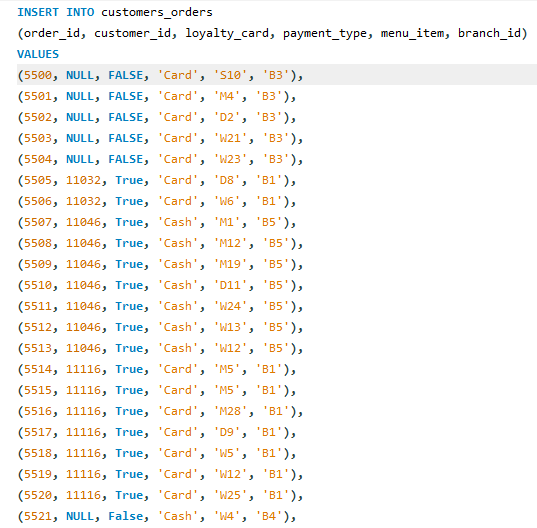 INSERT INTO customers_orders
(order_id, customer_id, loyalty_card, payment_type, menu_item, branch_id)
VALUES
(5500, NULL, FALSE, 'Card', 'S10', 'B3'),
(5501, NULL, FALSE, 'Card', 'M4', 'B3'),
(5502, NULL, FALSE, 'Card', 'D2', 'B3'),
(5503, NULL, FALSE, 'Card', 'W21', 'B3'),
(5504, NULL, FALSE, 'Card', 'W23', 'B3'),
(5505, 11032, True, 'Card', 'D8', 'B1'),
(5506, 11032, True, 'Card', 'W6', 'B1'),
(5507, 11046, True, 'Cash', 'M1', 'B5'),
(5508, 11046, True, 'Cash', 'M12', 'B5'),
(5509, 11046, True, 'Cash', 'M19', 'B5'),
(5510, 11046, True, 'Cash', 'D11', 'B5'),
(5511, 11046, True, 'Cash', 'W24', 'B5'),
(5512, 11046, True, 'Cash', 'W13', 'B5'),
(5513, 11046, True, 'Cash', 'W12', 'B5'),
(5514, 11116, True, 'Card', 'M5', 'B1'),
(5515, 11116, True, 'Card', 'M5', 'B1'),
(5516, 11116, True, 'Card', 'M28', 'B1'),
(5517, 11116, True, 'Card', 'D9', 'B1'),
(5518, 11116, True, 'Card', 'W5', 'B1'),
(5519, 11116, True, 'Card', 'W12', 'B1'),
(5520, 11116, True, 'Card', 'W25', 'B1'),
(5521, NULL, False, 'Cash', 'W4', 'B4'),